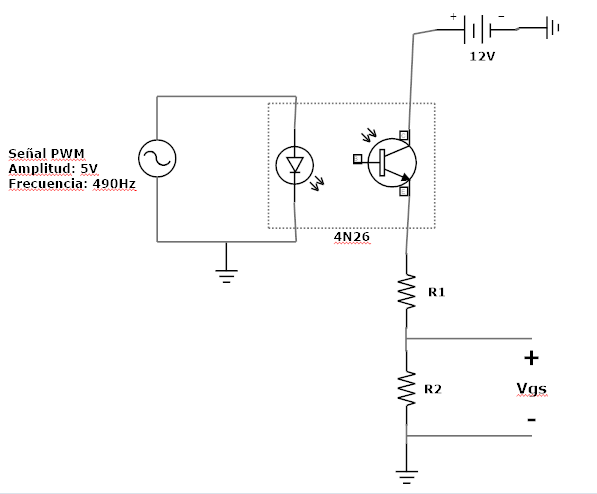 + −
12V
Señal PWM
Amplitud: 5V
Frecuencia: 490Hz
4N26
R1
+
R2
Vgs
-